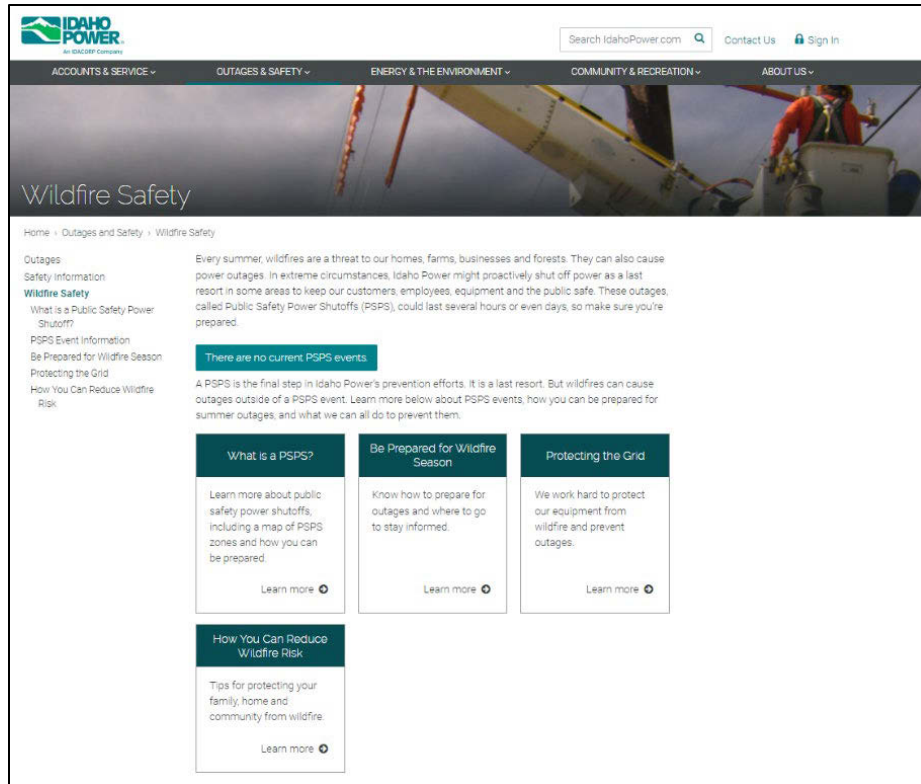 IDAHO
POWER
An IDACORP Company
Search IdahoPower.com
Contact Us
Sign In
ACCOUNTS & SERVICE
OUTAGES & SAFETY
ENERGY & THE ENVIRONMENT
COMMUNITY & RECREATION
ABOUT US
Wildfire Safety
Home › Outages and Safety › Wildfire Safety
Outages
Safety Information
Wildfire Safety
What is a Public Safety Power
Shutoff?
PSPS Event Information
Be Prepared for Wildfire Season
Protecting the Grid
How You Can Reduce Wildfire
Risk
Every summer, wildfires are a threat to our homes, farms, businesses and forests. They can also cause
power outages. In extreme circumstances, Idaho Power might proactively shut off power as a last
resort in some areas to keep our customers, employees, equipment and the public safe. These outages,
called Public Safety Power Shutoffs (PSPS), could last several hours or even days, so make sure you're
prepared.
There are no current PSPS events.
A PSPS is the final step in Idaho Power's prevention efforts. It is a last resort. But wildfires can cause
outages outside of a PSPS event. Learn more below about PSPS events, how you can be prepared for
summer outages, and what we can all do to prevent them.
What is a PSPS?
Learn more about public
safety power shutoffs,
including a map of PSPS
zones and how you can
be prepared.
Learn more
Be Prepared for Wildfire
Season
Know how to prepare for
outages and where to go
to stay informed.
Learn more
Protecting the Grid
We work hard to protect
our equipment from
wildfire and prevent
outages.
Learn more
How You Can Reduce
Wildfire Risk
Tips for protecting your
family, home and
community from wildfire.
Learn more